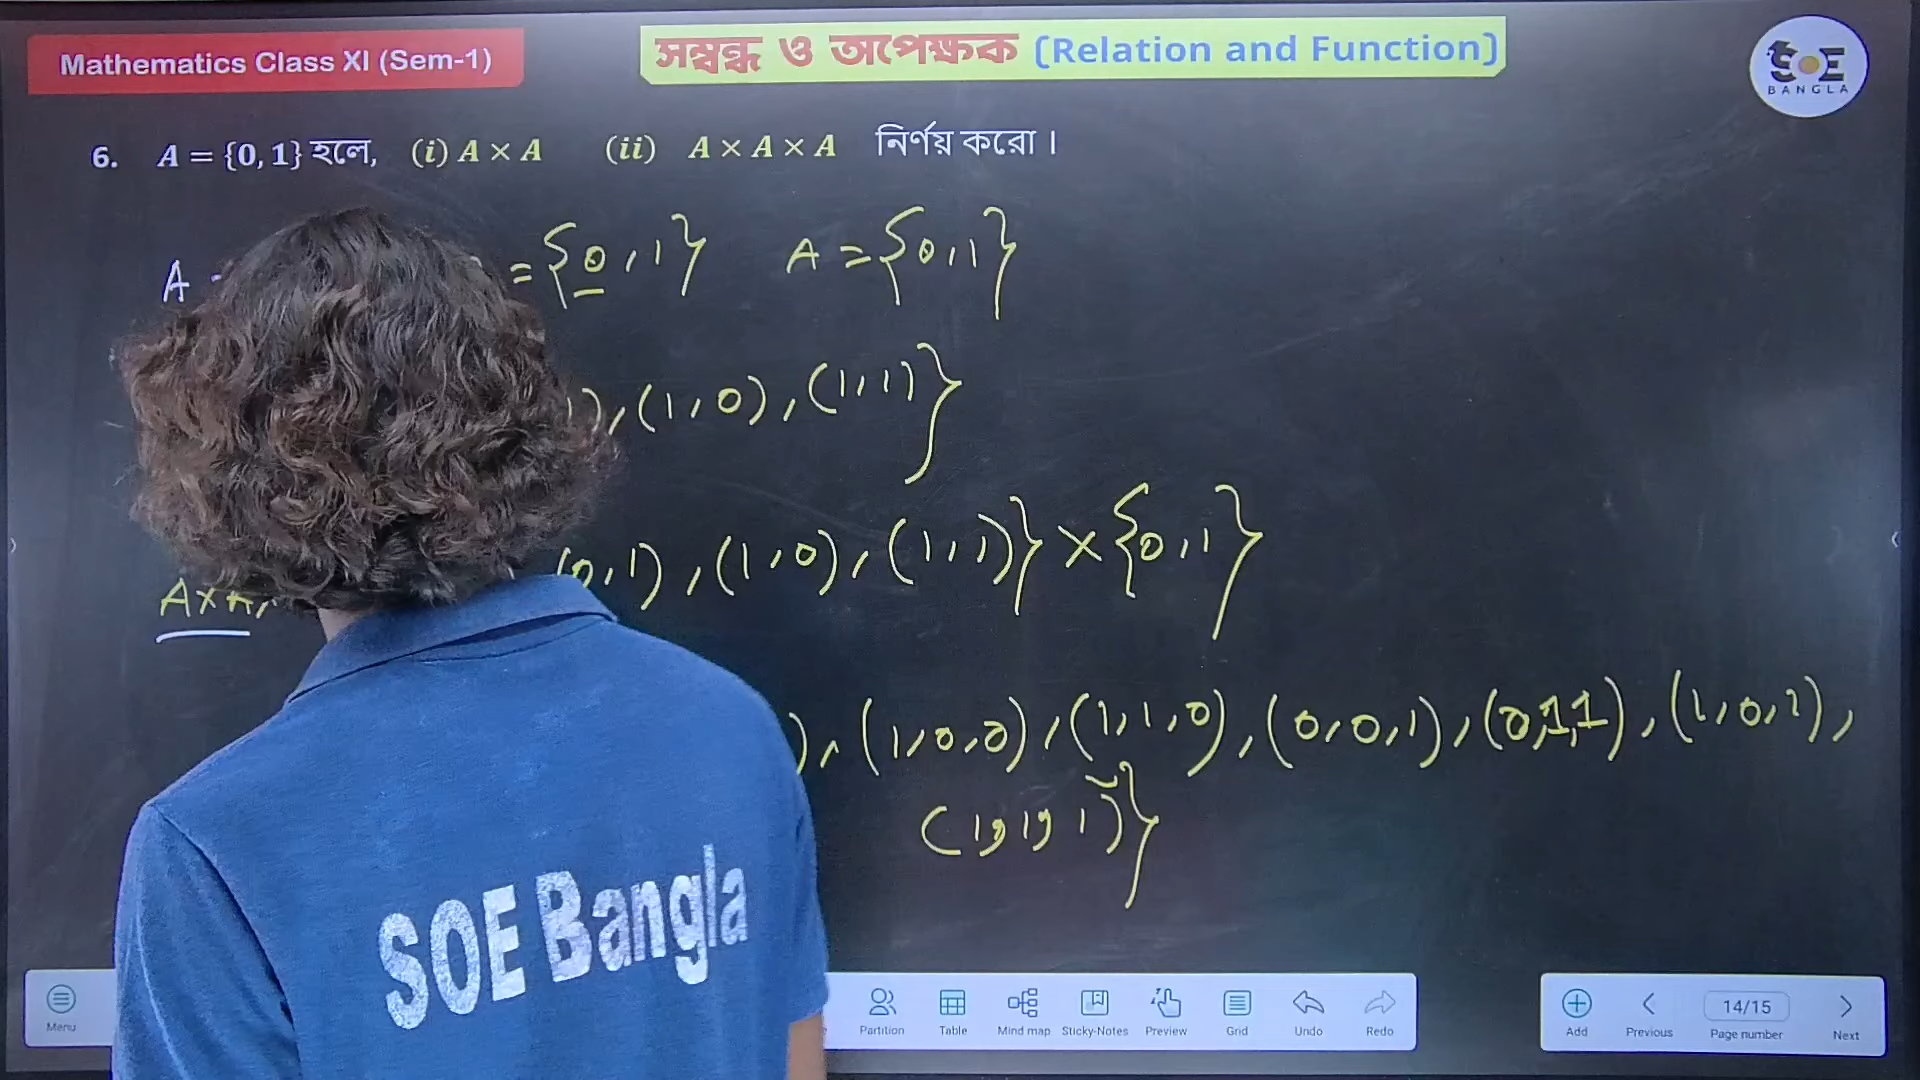 Mathematics Class XI (Sem-1)
সম্বন্ধ ও অপেক্ষক (Relation and Function)
SOE
BANGLA
6. A = {0, 1} হলে, (i) A × A (ii) A × A × A নির্ণয় করো।
A = {0, 1} A = {0, 1}
), (1, 0), (1, 1)}
A×A
0, 1), (1, 0), (1, 1)} × {0, 1}
), (1, 0, 0), (1, 1, 0), (0, 0, 1), (0, 1, 1), (1, 0, 1),
(1, 1, 1)}
SOE Bangla
Menu
Partition Table Mind map Sticky-Notes Preview Grid Undo Redo
Add Previous 14/15 Page number Next